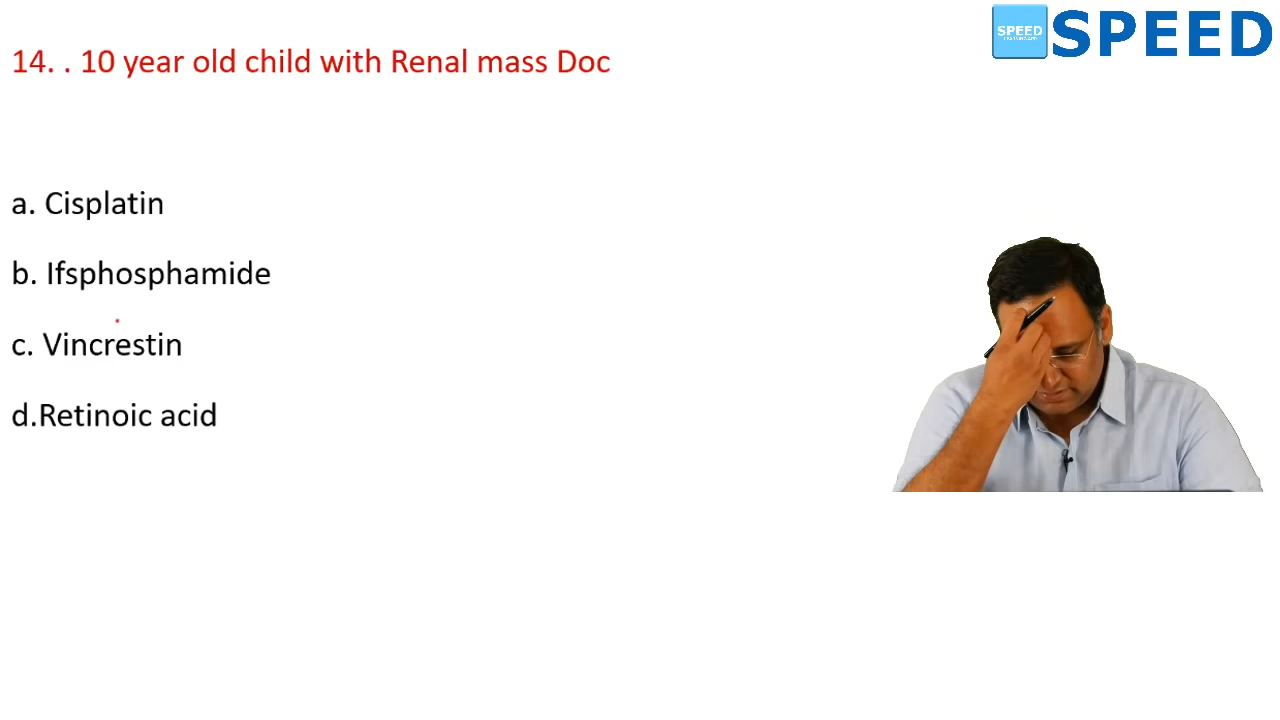 SPEED
SPEED
14. . 10 year old child with Renal mass Doc
a. Cisplatin
b. Ifsphosphamide
c. Vincrestin
d.Retinoic acid